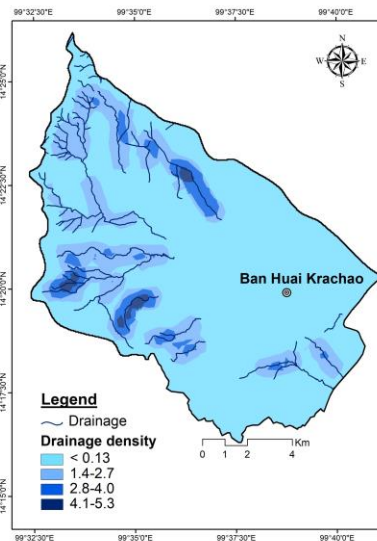 99°32'30"E 99°35'0"E 99°37'30"E 99°40'0"E
N
W E
S
14°25'0"N
14°22'30"N
14°20'0"N
14°17'30"N
14°15'0"N
Ban Huai Krachao
Legend
Drainage
Drainage density
< 0.13
1.4-2.7
2.8-4.0
4.1-5.3
Km
0 1 2 4
99°32'30"E 99°35'0"E 99°37'30"E 99°40'0"E